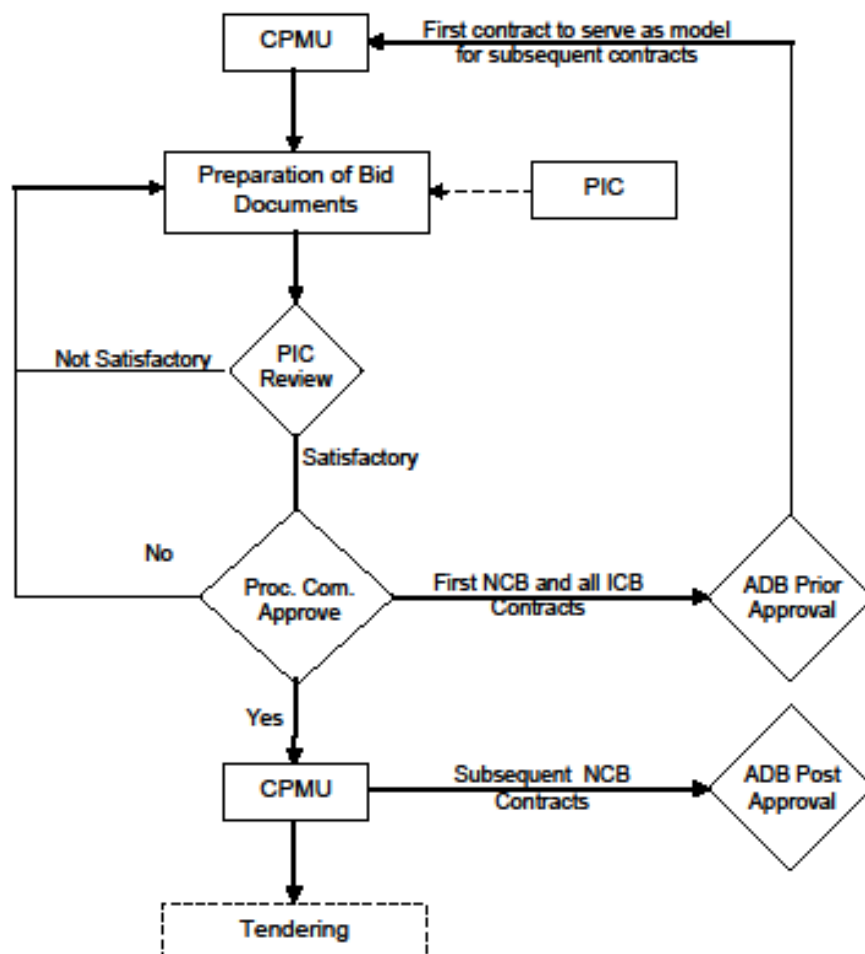 CPMU
First contract to serve as model
for subsequent contracts
Preparation of Bid
Documents
PIC
Not Satisfactory
PIC
Review
Satisfactory
No
Proc. Com.
Approve
First NCB and all ICB
Contracts
ADB Prior
Approval
Yes
CPMU
Subsequent NCB
Contracts
ADB Post
Approval
Tendering